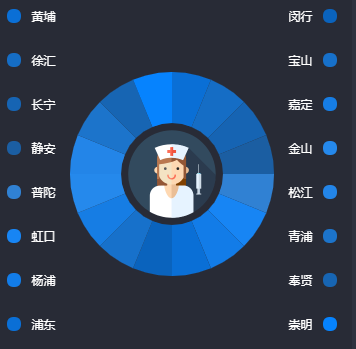 黄埔
徐汇
长宁
静安
普陀
虹口
杨浦
浦东
闵行
宝山
嘉定
金山
松江
青浦
奉贤
崇明